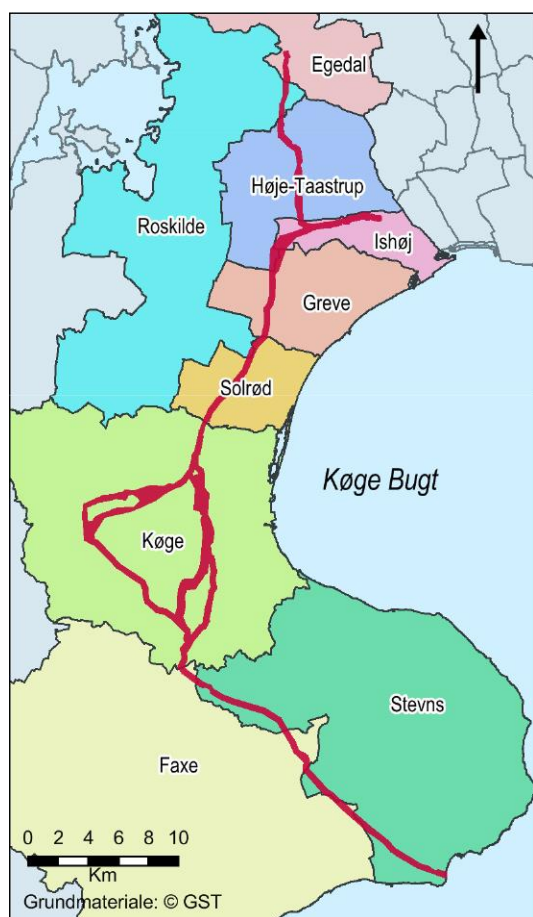 Egedal
Høje-Taastrup
Roskilde
Ishøj
Greve
Solrød
Køge Bugt
Køge
Stevns
Faxe
0 2 4 6 8 10
Km
Grundmateriale: © GST